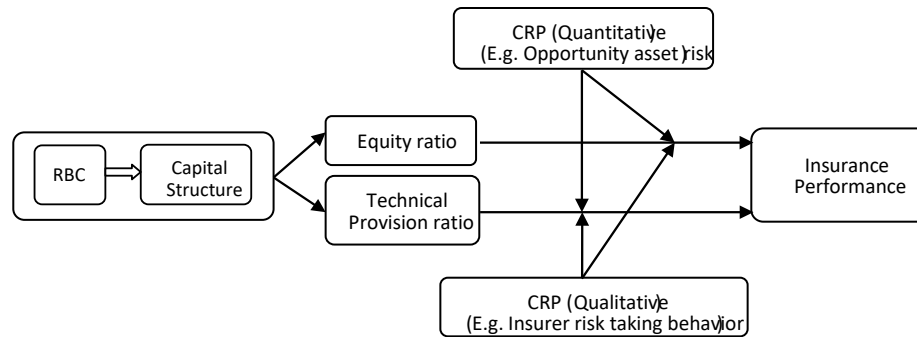 CRP (Quantitative)
(E.g. Opportunity asset)risk
RBC
Capital
Structure
Equity ratio
Technical
Provision ratio
Insurance
Performance
CRP (Qualitative)
(E.g. Insurer risk taking behavior)